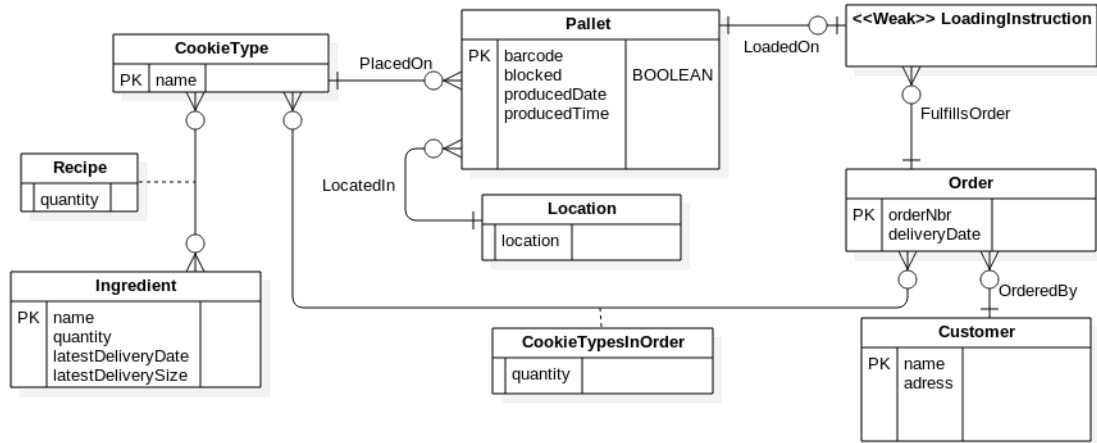 CookieType
PK name
PlacedOn
Pallet
PK barcode
blocked BOOLEAN
producedDate
producedTime
LoadedOn
<<Weak>> LoadingInstruction
FulfillsOrder
Recipe
quantity
LocatedIn
Location
location
Order
PK orderNbr
deliveryDate
Ingredient
PK name
quantity
latestDeliveryDate
latestDeliverySize
CookieTypesInOrder
quantity
OrderedBy
Customer
PK name
adress